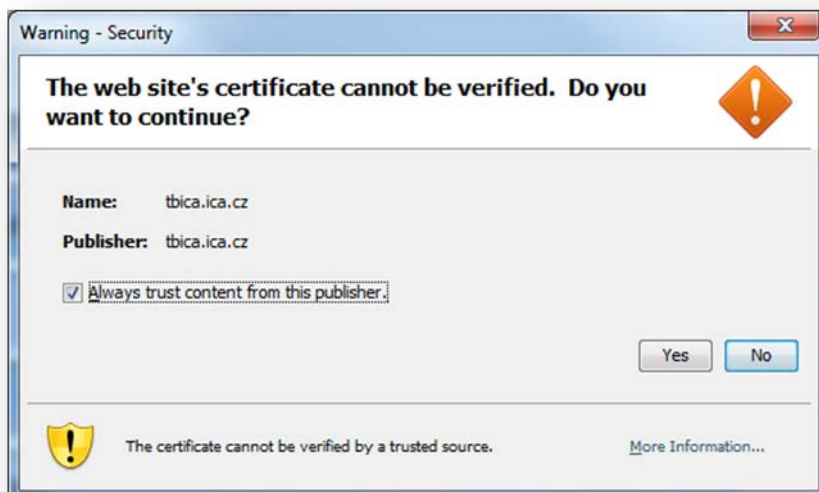 Warning - Security
The web site's certificate cannot be verified. Do you
want to continue?
Name: tbica.ica.cz
Publisher: tbica.ica.cz
Always trust content from this publisher.
Yes No
The certificate cannot be verified by a trusted source. More Information...